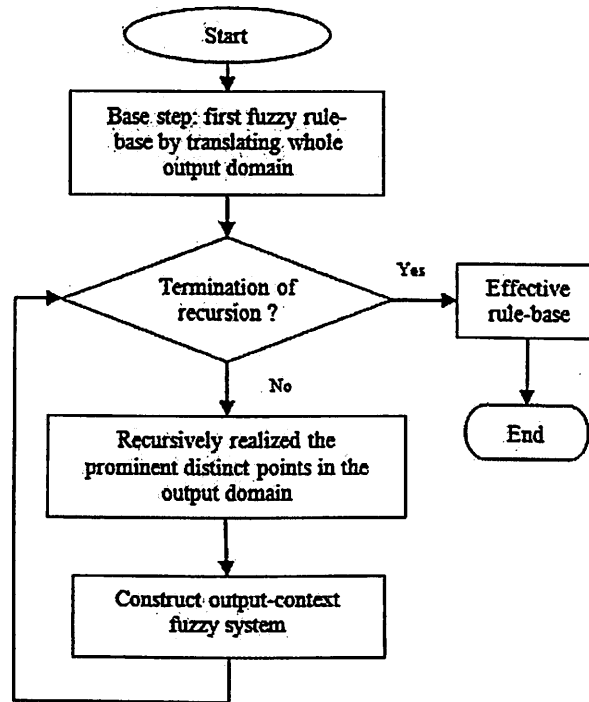 Start
Base step: first fuzzy rule-
base by translating whole
output domain
Termination of
recursion ?
Yes
Effective
rule-base
End
No
Recursively realized the
prominent distinct points in the
output domain
Construct output-context
fuzzy system